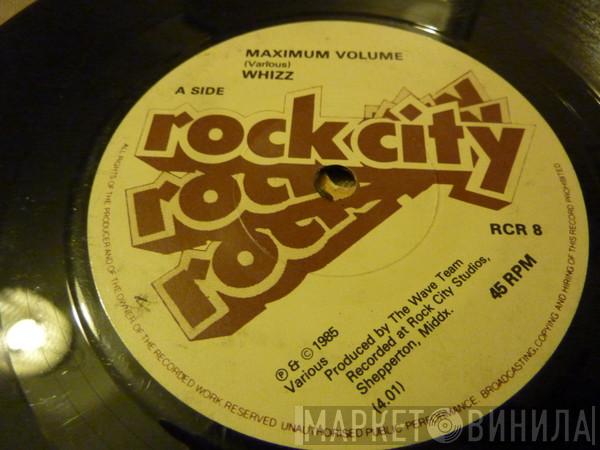 MAXIMUM VOLUME
(Various)
WHIZZ
A SIDE
rock city
rock
rock
RCR 8
45 RPM
℗ & © 1985
Various
Produced by The Wave Team
Recorded at Rock City Studios,
Shepperton, Middx.
(4.01)
ALL RIGHTS OF THE PRODUCER AND OF THE OWNER OF THE RECORDED WORK RESERVED UNAUTHORISED PUBLIC PERFORMANCE, BROADCASTING, COPYING AND HIRING OF THIS RECORD PROHIBITED
МАРКЕТ ВИНИЛА